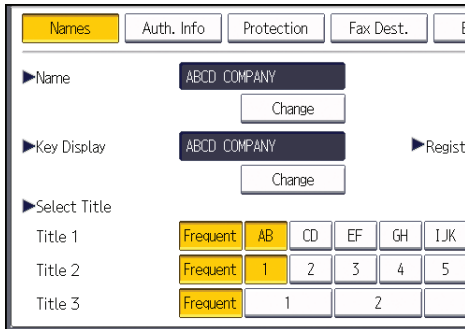 Names Auth. Info Protection Fax Dest.
▶Name ABCD COMPANY
Change
▶Key Display ABCD COMPANY ▶Regist
Change
▶Select Title
Title 1 Frequent AB CD EF GH IJK
Title 2 Frequent 1 2 3 4 5
Title 3 Frequent 1 2